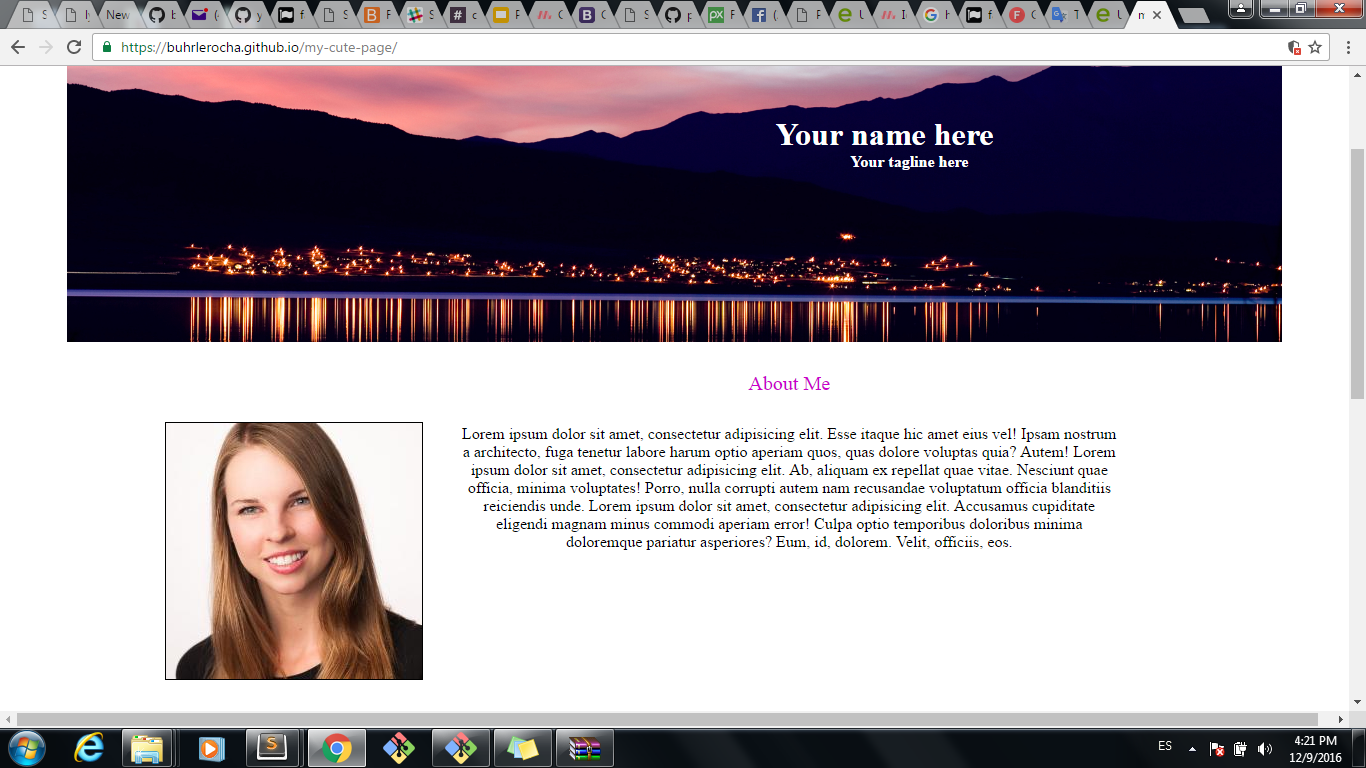 New
https://buhrlerocha.github.io/my-cute-page/
Your name here
Your tagline here
About Me
Lorem ipsum dolor sit amet, consectetur adipisicing elit. Esse itaque hic amet eius vel! Ipsam nostrum
a architecto, fuga tenetur labore harum optio aperiam quos, quas dolore voluptas quia? Autem! Lorem
ipsum dolor sit amet, consectetur adipisicing elit. Ab, aliquam ex repellat quae vitae. Nesciunt quae
officia, minima voluptates! Porro, nulla corrupti autem nam recusandae voluptatum officia blanditiis
reiciendis unde. Lorem ipsum dolor sit amet, consectetur adipisicing elit. Accusamus cupiditate
eligendi magnam minus commodi aperiam error! Culpa optio temporibus doloribus minima
doloremque pariatur asperiores? Eum, id, dolorem. Velit, officiis, eos.
ES
4:21 PM
12/9/2016